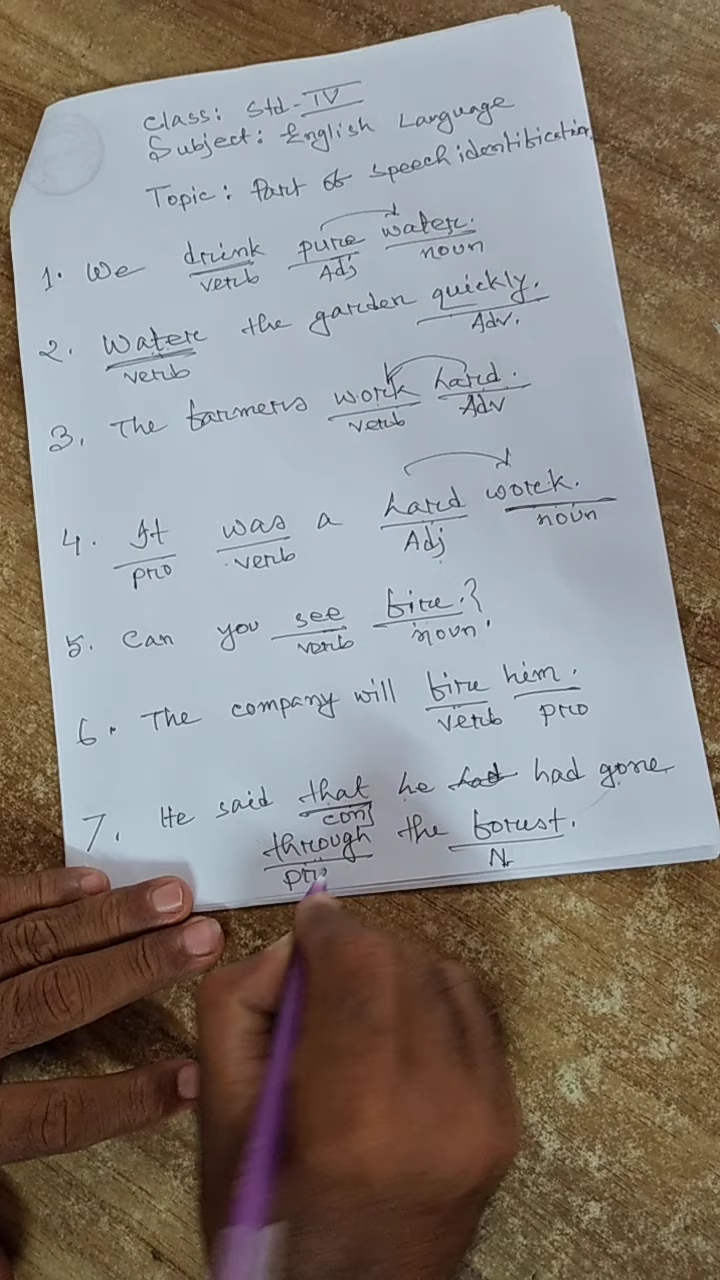 Class: Std-IV
Subject: English Language
Topic: Part of speech identification.
1. We drink pure water.
verb Adj noun
2. Water the garden quickly.
verb Adv.
3. The farmers work hard.
verb Adv
4. It was a hard work.
pro verb Adj noun
5. Can you see fire?
verb noun
6. The company will fire him.
verb pro
7. He said that he had had gone
conj
through the forest.
pre N